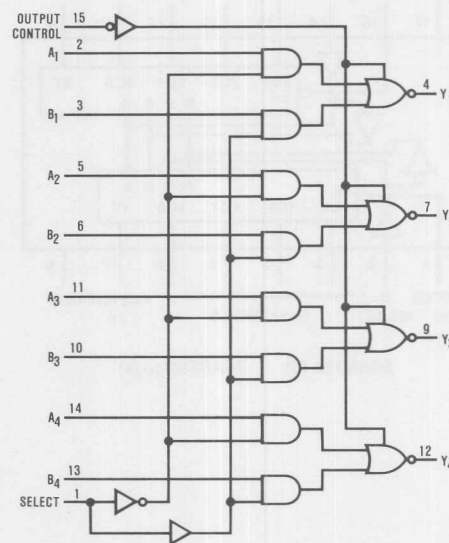 OUTPUT CONTROL 15
A1 2
4 Y
B1 3
A2 5
7 Y
B2 6
A3 11
9 Y
B3 10
A4 14
12 Y
B4 13
SELECT 1